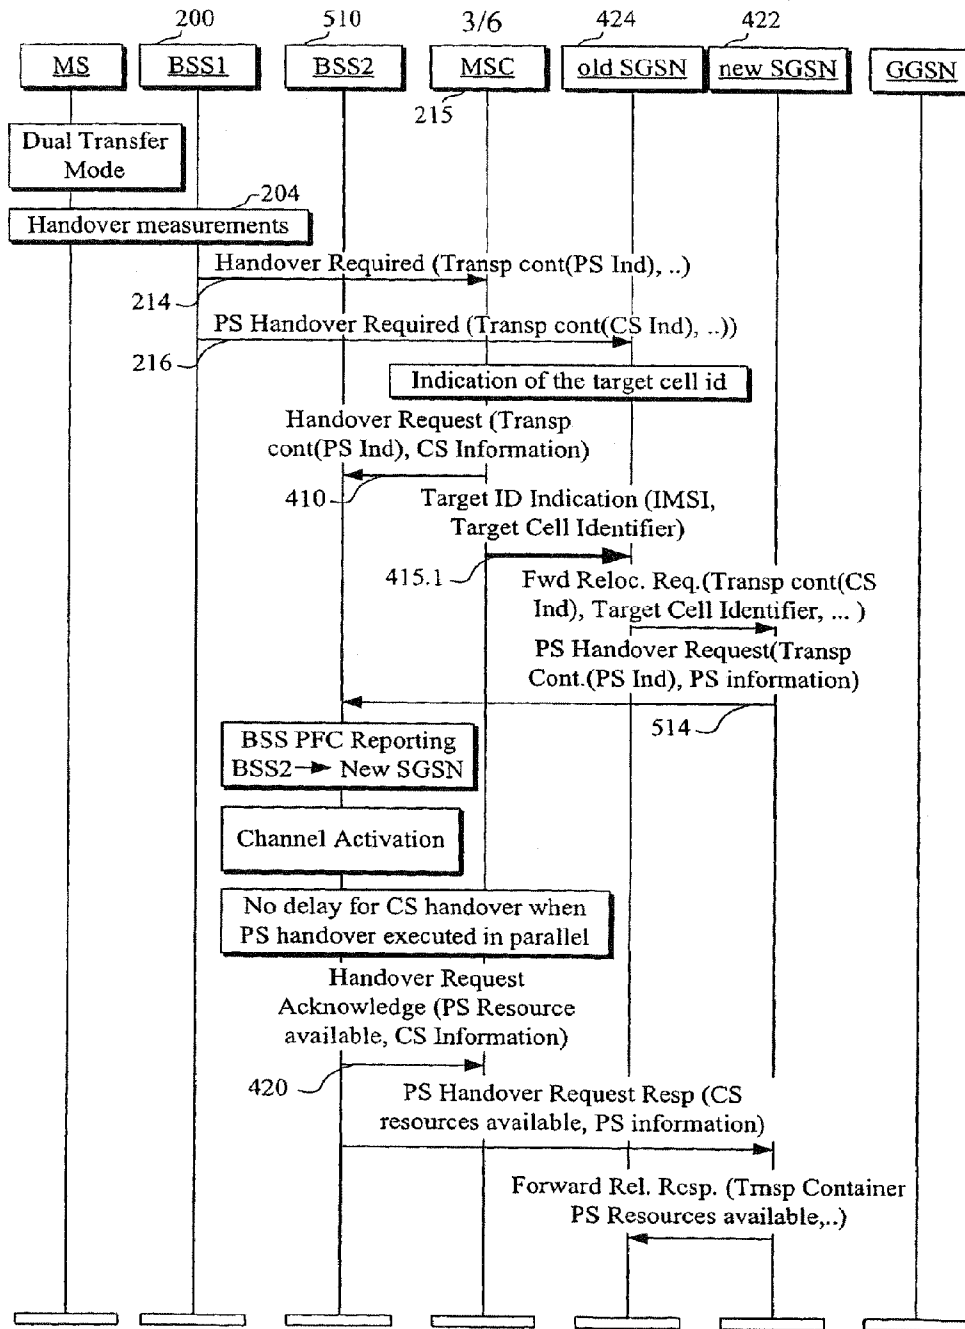 200
510
3/6
424
422
MS
BSS1
BSS2
MSC
old SGSN
new SGSN
GGSN
215
Dual Transfer
Mode
204
Handover measurements
Handover Required (Transp cont(PS Ind), ..)
214
PS Handover Required (Transp cont(CS Ind), ..))
216
Indication of the target cell id
Handover Request (Transp
cont(PS Ind), CS Information)
410
Target ID Indication (IMSI,
Target Cell Identifier)
415.1
Fwd Reloc. Req.(Transp cont(CS
Ind), Target Cell Identifier, ... )
PS Handover Request(Transp
Cont.(PS Ind), PS information)
514
BSS PFC Reporting
BSS2 → New SGSN
Channel Activation
No delay for CS handover when
PS handover executed in parallel
Handover Request
Acknowledge (PS Resource
available, CS Information)
420
PS Handover Request Resp (CS
resources available, PS information)
Forward Rel. Resp. (Trnsp Container
PS Resources available,..)